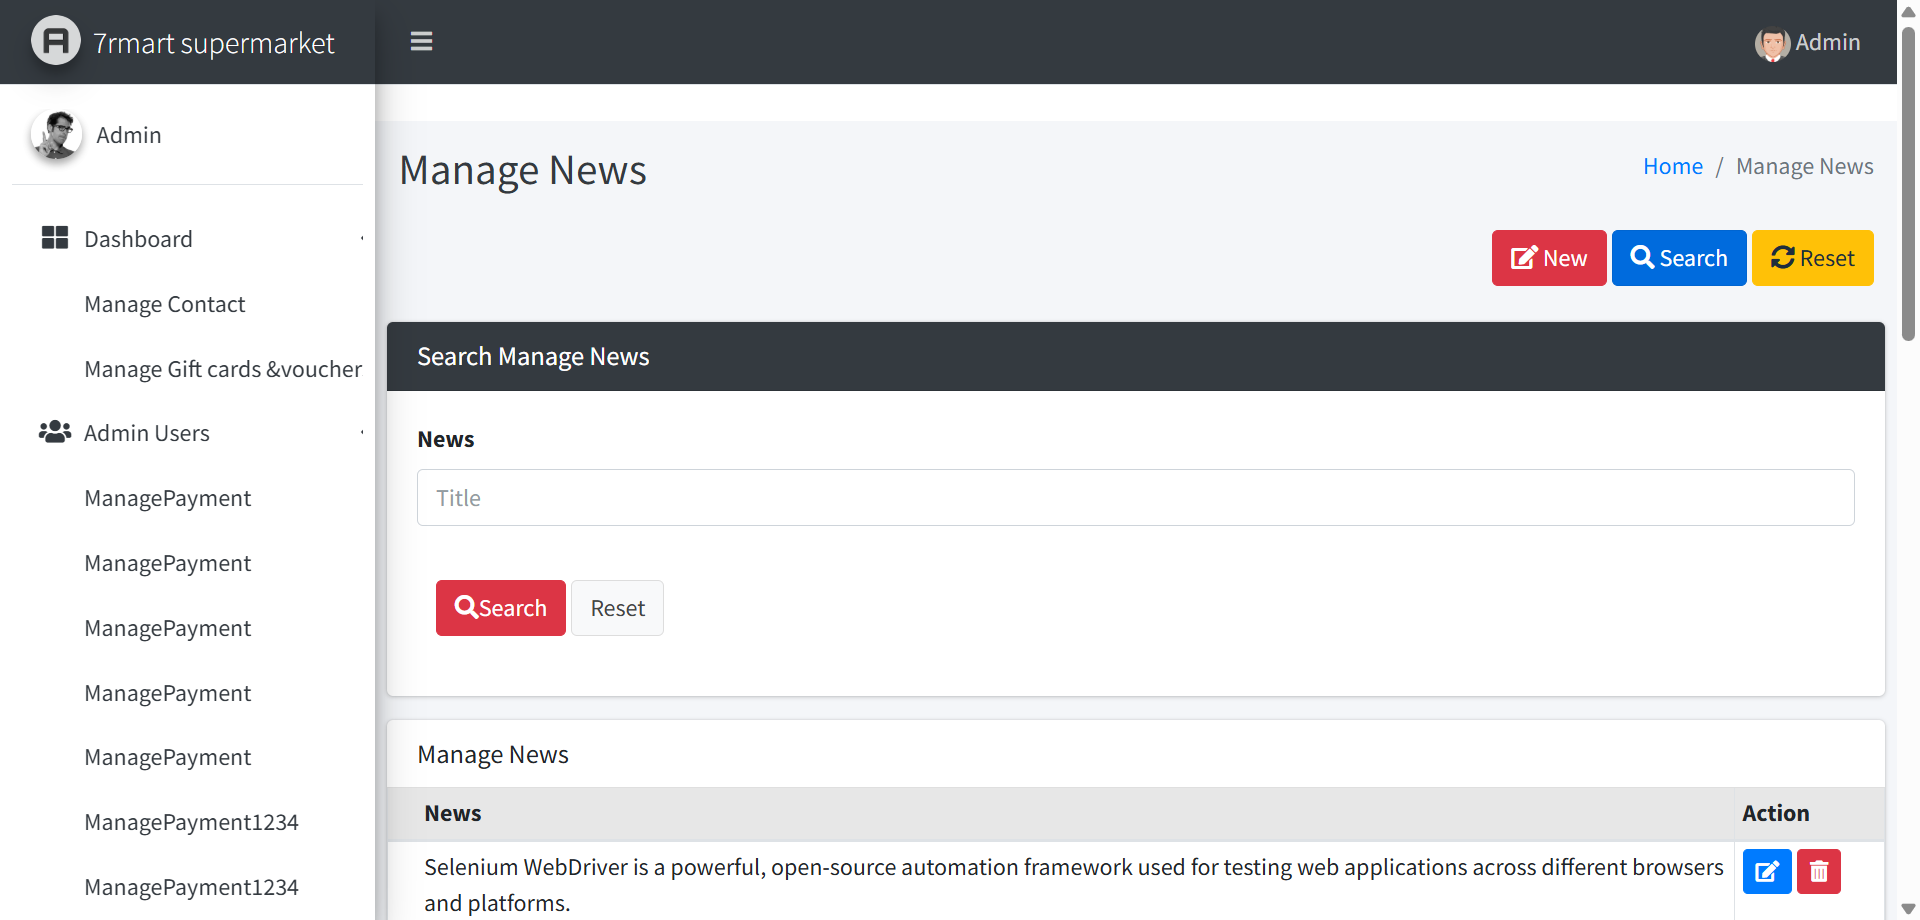 7rmart supermarket
Admin
Admin
Manage News
Home / Manage News
New
Search
Reset
Dashboard
Manage Contact
Manage Gift cards &voucher
Admin Users
ManagePayment
ManagePayment
ManagePayment
ManagePayment
ManagePayment
ManagePayment1234
ManagePayment1234
Search Manage News
News
Title
Search
Reset
Manage News
News
Action
Selenium WebDriver is a powerful, open-source automation framework used for testing web applications across different browsers
and platforms.